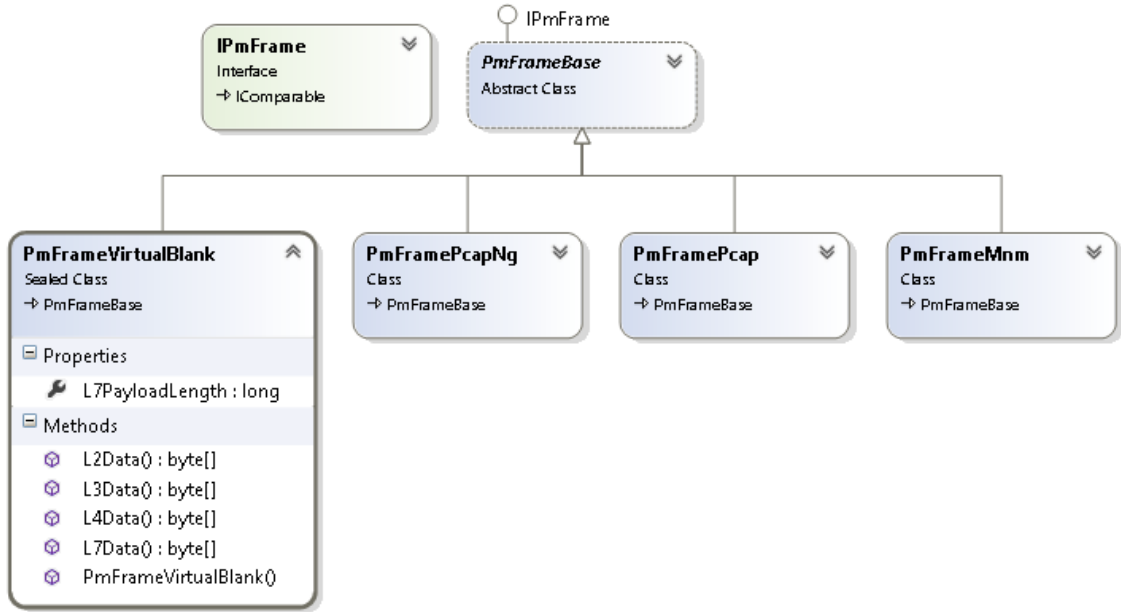 IPmFrame
IPmFrame
Interface
→ IComparable
PmFrameBase
Abstract Class
PmFrameVirtualBlank
Sealed Class
→ PmFrameBase
Properties
L7PayloadLength : long
Methods
L2Data() : byte[]
L3Data() : byte[]
L4Data() : byte[]
L7Data() : byte[]
PmFrameVirtualBlank()
PmFramePcapNg
Class
→ PmFrameBase
PmFramePcap
Class
→ PmFrameBase
PmFrameMnm
Class
→ PmFrameBase